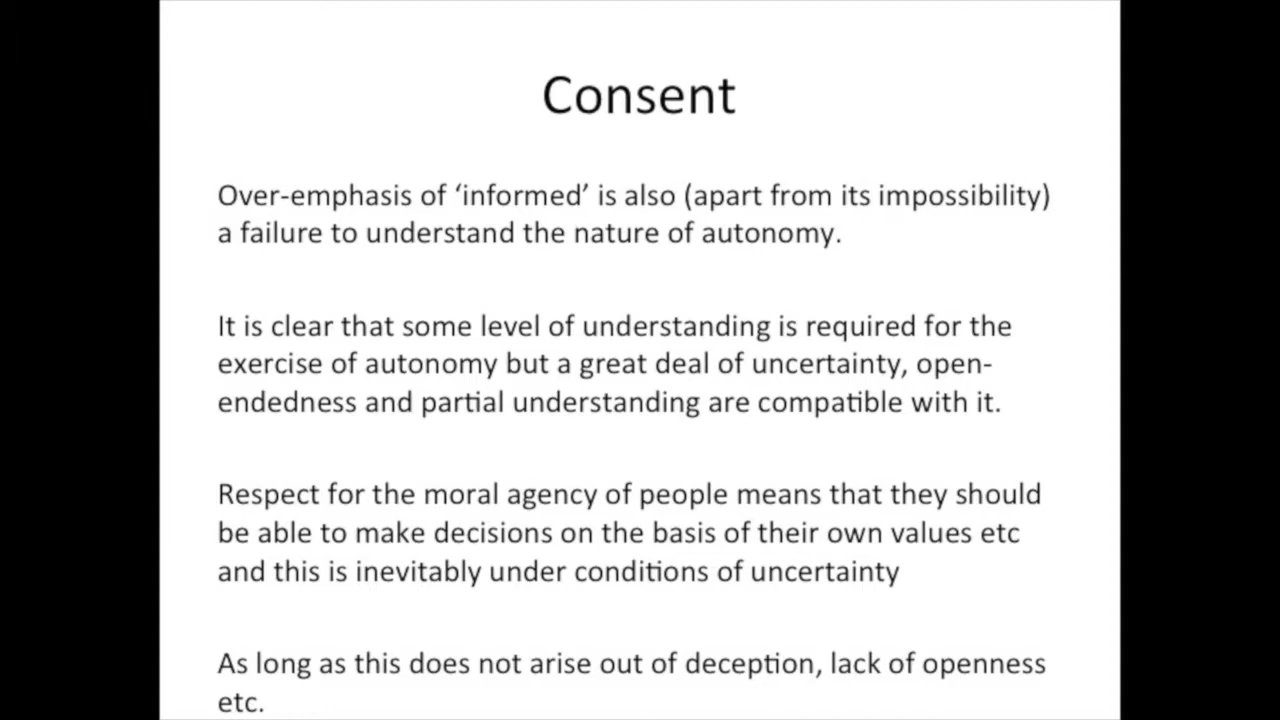 Consent
Over-emphasis of ‘informed’ is also (apart from its impossibility)
a failure to understand the nature of autonomy.
It is clear that some level of understanding is required for the
exercise of autonomy but a great deal of uncertainty, open-
endedness and partial understanding are compatible with it.
Respect for the moral agency of people means that they should
be able to make decisions on the basis of their own values etc
and this is inevitably under conditions of uncertainty
As long as this does not arise out of deception, lack of openness
etc.